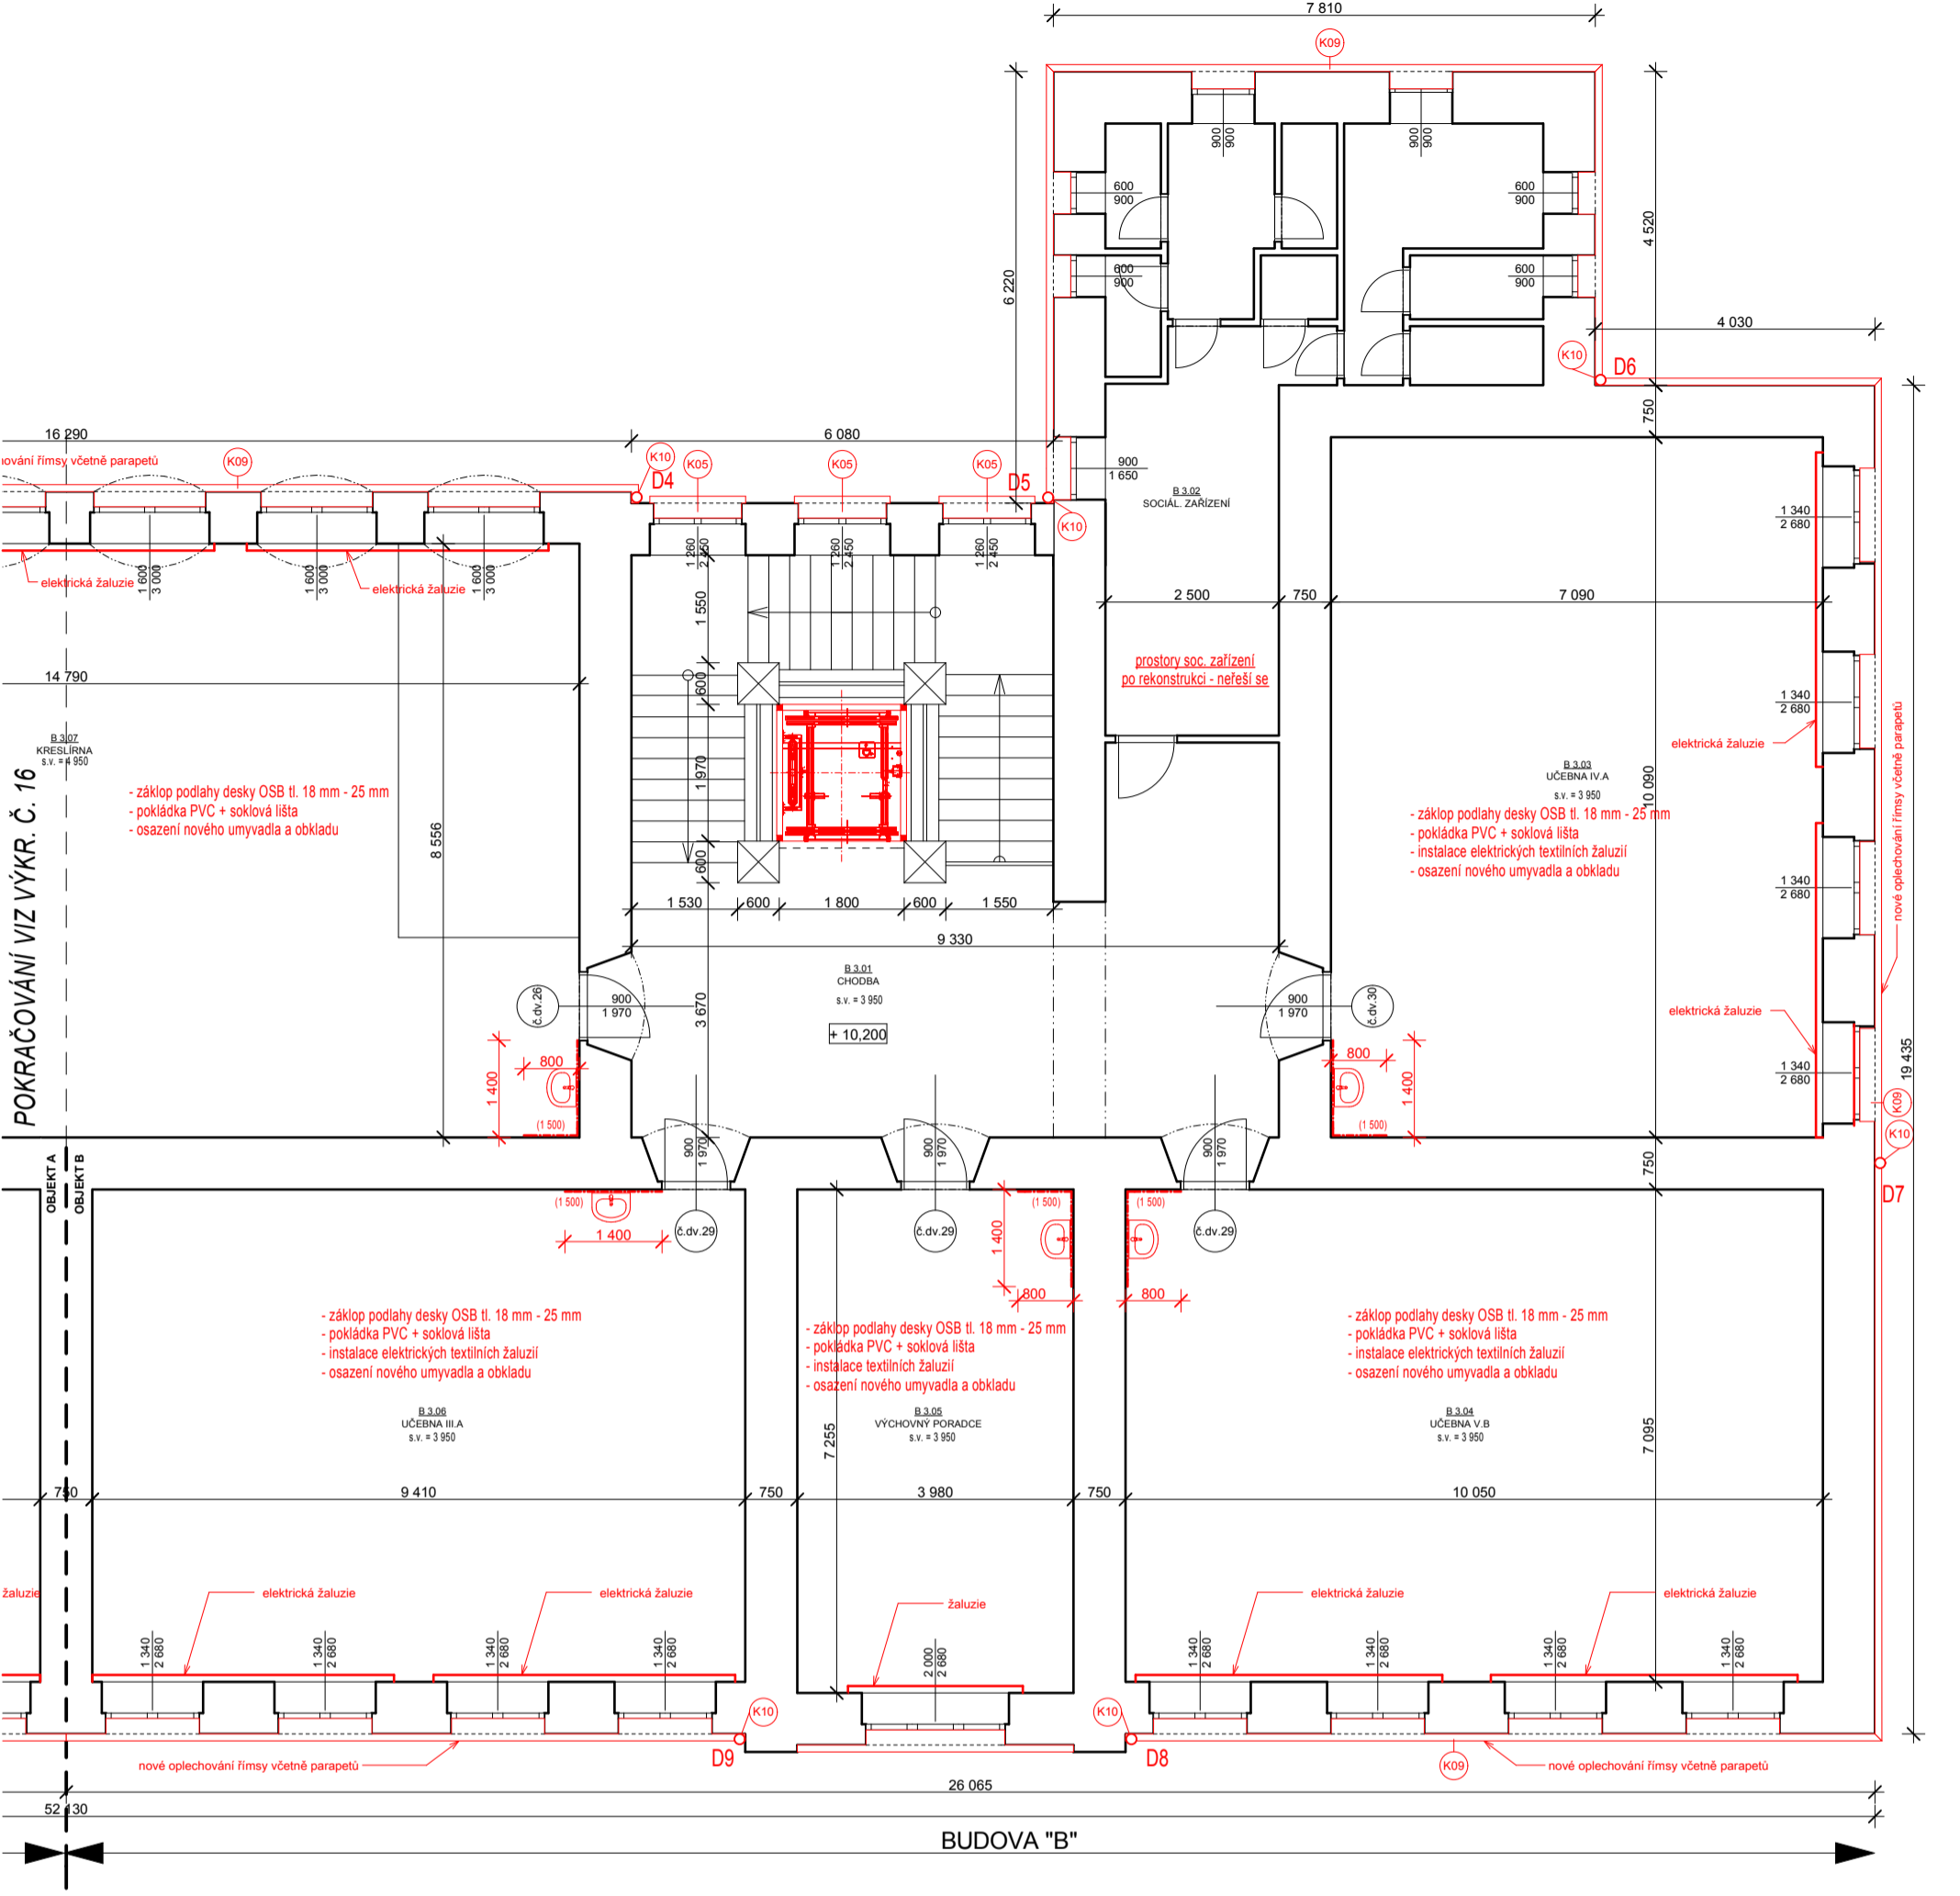 7 810
K09
900
900
900
900
600
900
600
900
600
900
600
900
4 520
6 220
4 030
K10
D6
750
16 290
6 080
ování římsy včetně parapetů
K09
K10
D4
K05
K05
K05
D5
K10
900
1 650
B 3.02
SOCIÁL. ZAŘÍZENÍ
1 340
2 680
elektrická žaluzie
1 600
3 000
1 600
3 000
elektrická žaluzie
1 600
3 000
1 260
2 450
1 260
2 450
1 260
2 450
1 550
2 500
750
7 090
14 790
600
prostory soc. zařízení
po rekonstrukci - neřeší se
1 340
2 680
nové oplechování římsy včetně parapetů
elektrická žaluzie
B 3.07
KRESLÍRNA
s.v. = 4 950
1 970
B 3.03
UČEBNA IV.A
s.v. = 3 950
10 090
- záklop podlahy desky OSB tl. 18 mm - 25 mm
- pokládka PVC + soklová lišta
- osazení nového umyvadla a obkladu
- záklop podlahy desky OSB tl. 18 mm - 25 mm
- pokládka PVC + soklová lišta
- instalace elektrických textilních žaluzií
- osazení nového umyvadla a obkladu
POKRAČOVÁNÍ VIZ VÝKR. Č. 16
8 556
600
1 340
2 680
1 530
600
1 800
600
1 550
9 330
B 3.01
CHODBA
s.v. = 3 950
+ 10,200
3 670
č.dv.26
900
1 970
900
1 970
č.dv.30
elektrická žaluzie
1 340
2 680
19 435
1 400
800
(1 500)
800
1 400
(1 500)
K09
K10
D7
900
1 970
900
1 970
900
1 970
750
OBJEKT A
OBJEKT B
(1 500)
1 400
č.dv.29
č.dv.29
(1 500)
1 400
800
(1 500)
800
č.dv.29
- záklop podlahy desky OSB tl. 18 mm - 25 mm
- pokládka PVC + soklová lišta
- instalace elektrických textilních žaluzií
- osazení nového umyvadla a obkladu
- záklop podlahy desky OSB tl. 18 mm - 25 mm
- pokládka PVC + soklová lišta
- instalace textilních žaluzií
- osazení nového umyvadla a obkladu
- záklop podlahy desky OSB tl. 18 mm - 25 mm
- pokládka PVC + soklová lišta
- instalace elektrických textilních žaluzií
- osazení nového umyvadla a obkladu
B 3.06
UČEBNA III.A
s.v. = 3 950
B 3.05
VÝCHOVNÝ PORADCE
s.v. = 3 950
B 3.04
UČEBNA V.B
s.v. = 3 950
7 255
7 095
750
9 410
750
3 980
750
10 050
žaluzie
elektrická žaluzie
elektrická žaluzie
žaluzie
elektrická žaluzie
elektrická žaluzie
1 340
2 680
1 340
2 680
1 340
2 680
1 340
2 680
2 000
2 680
1 340
2 680
1 340
2 680
1 340
2 680
1 340
2 680
K10
D9
K10
D8
K09
nové oplechování římsy včetně parapetů
nové oplechování římsy včetně parapetů
26 065
52 130
BUDOVA "B"